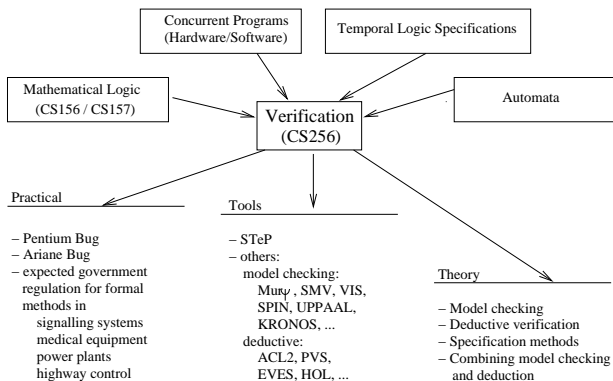 Concurrent Programs
(Hardware/Software)
Temporal Logic Specifications
Mathematical Logic
(CS156 / CS157)
Verification
(CS256)
Automata
Practical
– Pentium Bug
– Ariane Bug
– expected government
regulation for formal
methods in
signalling systems
medical equipment
power plants
highway control
Tools
– STeP
– others:
model checking:
Murψ, SMV, VIS,
SPIN, UPPAAL,
KRONOS, ...
deductive:
ACL2, PVS,
EVES, HOL, ...
Theory
– Model checking
– Deductive verification
– Specification methods
– Combining model checking
and deduction